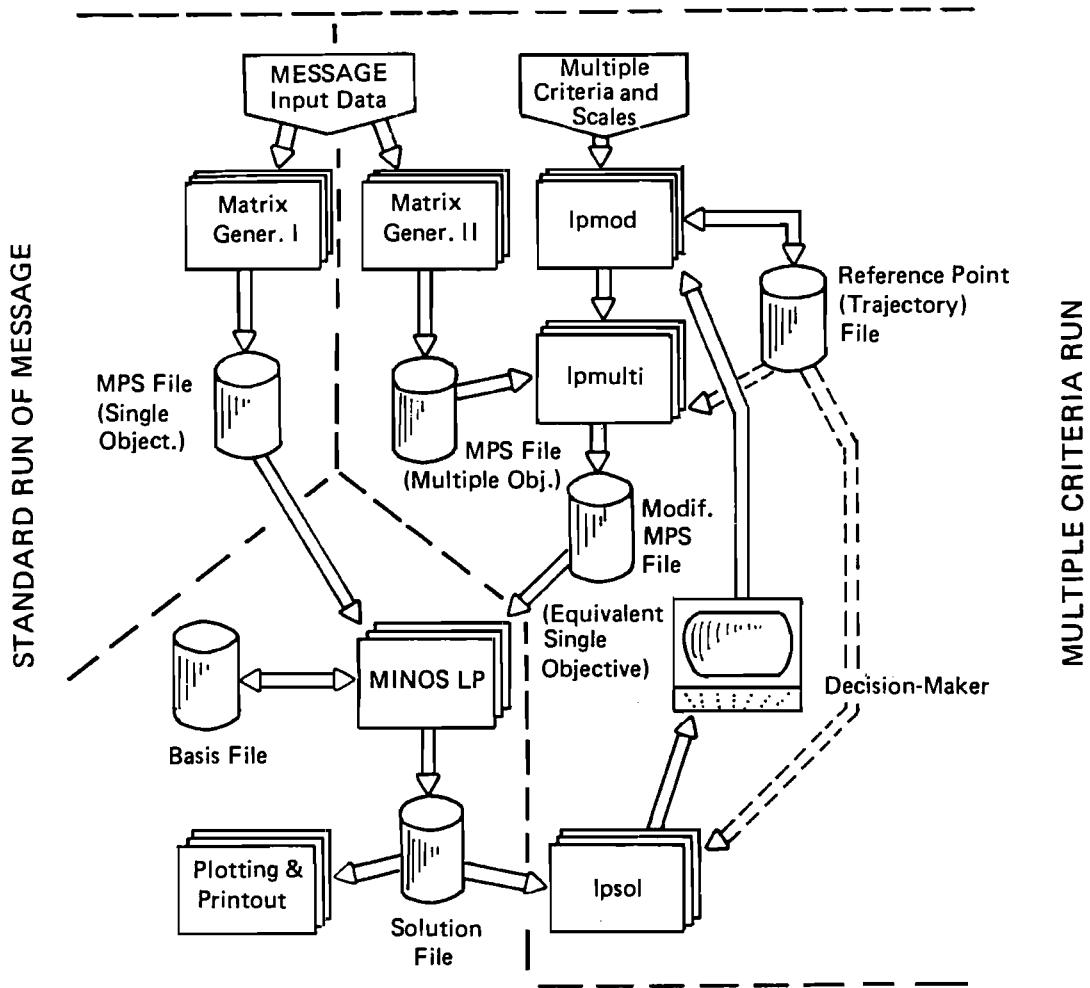 STANDARD RUN OF MESSAGE
MULTIPLE CRITERIA RUN
MESSAGE
Input Data
Multiple
Criteria and
Scales
Matrix
Gener. I
Matrix
Gener. II
lpmod
Reference Point
(Trajectory)
File
MPS File
(Single
Object.)
lpmulti
MPS File
(Multiple Obj.)
Modif.
MPS
File
(Equivalent
Single
Objective)
MINOS LP
Basis File
Decision-Maker
Plotting &
Printout
Solution
File
lpsol